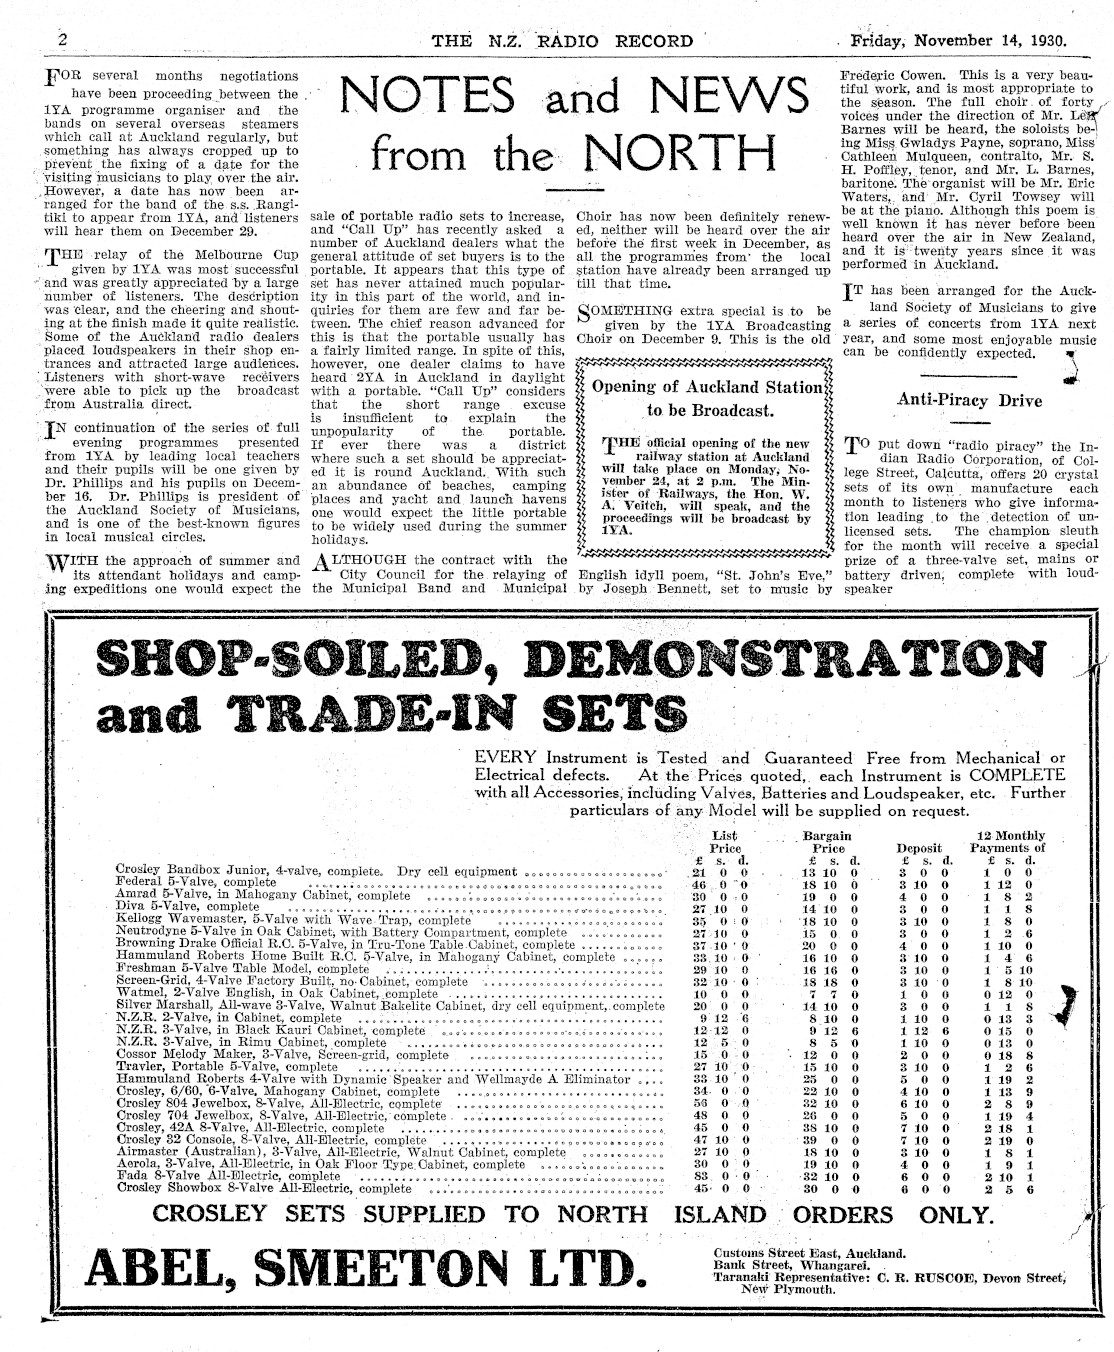 2
THE N.Z. RADIO RECORD
Friday, November 14, 1930.
NOTES and NEWS
from the NORTH
FOR several months negotiations
have been proceeding between the
1YA programme organiser and the
bands on several overseas steamers
which call at Auckland regularly, but
something has always cropped up to
prevent the fixing of a date for the
visiting musicians to play over the air.
However, a date has now been ar-
ranged for the band of the s.s. Rangi-
tiki to appear from 1YA, and listeners
will hear them on December 29.
THE relay of the Melbourne Cup
given by 1YA was most successful
and was greatly appreciated by a large
number of listeners. The description
was clear, and the cheering and shout-
ing at the finish made it quite realistic.
Some of the Auckland radio dealers
placed loudspeakers in their shop en-
trances and attracted large audiences.
Listeners with short-wave receivers
were able to pick up the broadcast
from Australia direct.
IN continuation of the series of full
evening programmes presented
from 1YA by leading local teachers
and their pupils will be one given by
Dr. Phillips and his pupils on Decem-
ber 16. Dr. Phillips is president of
the Auckland Society of Musicians,
and is one of the best-known figures
in local musical circles.
WITH the approach of summer and
its attendant holidays and camp-
ing expeditions one would expect the
sale of portable radio sets to increase,
and "Call Up" has recently asked a
number of Auckland dealers what the
general attitude of set buyers is to the
portable. It appears that this type of
set has never attained much popular-
ity in this part of the world, and in-
quiries for them are few and far be-
tween. The chief reason advanced for
this is that the portable usually has
a fairly limited range. In spite of this,
however, one dealer claims to have
heard 2YA in Auckland in daylight
with a portable. "Call Up" considers
that the short range excuse
is insufficient to explain the
unpopularity of the portable.
If ever there was a district
where such a set should be appreciat-
ed it is round Auckland. With such
an abundance of beaches, camping
places and yacht and launch havens
one would expect the little portable
to be widely used during the summer
holidays.
ALTHOUGH the contract with the
City Council for the relaying of
the Municipal Band and Municipal
Choir has now been definitely renew-
ed, neither will be heard over the air
before the first week in December, as
all the programmes from the local
station have already been arranged up
till that time.
SOMETHING extra special is to be
given by the 1YA Broadcasting
Choir on December 9. This is the old
Opening of Auckland Station
to be Broadcast.
THE official opening of the new
railway station at Auckland
will take place on Monday, No-
vember 24, at 2 p.m. The Min-
ister of Railways, the Hon. W.
A. Veitch, will speak, and the
proceedings will be broadcast by
1YA.
English idyll poem, "St. John's Eve,"
by Joseph Bennett, set to music by
Frederic Cowen. This is a very beau-
tiful work, and is most appropriate to
the season. The full choir of forty
voices under the direction of Mr. Len
Barnes will be heard, the soloists be-
ing Miss Gwladys Payne, soprano, Miss
Cathleen Mulqueen, contralto, Mr. S.
H. Poffley, tenor, and Mr. L. Barnes,
baritone. The organist will be Mr. Eric
Waters, and Mr. Cyril Towsey will
be at the piano. Although this poem is
well known it has never before been
heard over the air in New Zealand,
and it is twenty years since it was
performed in Auckland.
IT has been arranged for the Auck-
land Society of Musicians to give
a series of concerts from 1YA next
year, and some most enjoyable music
can be confidently expected.
Anti-Piracy Drive
TO put down "radio piracy" the In-
dian Radio Corporation, of Col-
lege Street, Calcutta, offers 20 crystal
sets of its own manufacture each
month to listeners who give informa-
tion leading to the detection of un-
licensed sets. The champion sleuth
for the month will receive a special
prize of a three-valve set, mains or
battery driven, complete with loud-
speaker
SHOP-SOILED, DEMONSTRATION
and TRADE-IN SETS
EVERY Instrument is Tested and Guaranteed Free from Mechanical or
Electrical defects. At the Prices quoted, each Instrument is COMPLETE
with all Accessories, including Valves, Batteries and Loudspeaker, etc. Further
particulars of any Model will be supplied on request.
List Bargain 12 Monthly
Price Price Deposit Payments of
£ s. d. £ s. d. £ s. d. £ s. d.
Crosley Bandbox Junior, 4-valve, complete. Dry cell equipment 21 0 0 13 10 0 3 0 0 1 0 0
Federal 5-Valve, complete 46 0 0 18 10 0 3 10 0 1 12 0
Amrad 5-Valve, in Mahogany Cabinet, complete 30 0 0 19 0 0 4 0 0 1 8 2
Diva 5-Valve, complete 27 10 0 14 10 0 3 0 0 1 1 8
Kellogg Wavemaster, 5-Valve with Wave Trap, complete 35 0 0 18 10 0 3 10 0 1 8 0
Neutrodyne 5-Valve in Oak Cabinet, with Battery Compartment, complete 27 10 0 15 0 0 3 0 0 1 2 6
Browning Drake Official R.C. 5-Valve, in Tru-Tone Table Cabinet, complete 37 10 0 20 0 0 4 0 0 1 10 0
Hammuland Roberts Home Built R.C. 5-Valve, in Mahogany Cabinet, complete 33 10 0 16 10 0 3 10 0 1 4 6
Freshman 5-Valve Table Model, complete 29 10 0 16 16 0 3 10 0 1 5 10
Screen-Grid, 4-Valve Factory Built, no Cabinet, complete 32 10 0 18 18 0 3 10 0 1 8 10
Watmel, 2-Valve English, in Oak Cabinet, complete 10 0 0 7 7 0 1 0 0 0 12 0
Silver Marshall, All-wave 3-Valve, Walnut Bakelite Cabinet, dry cell equipment, complete 20 0 0 14 10 0 3 0 0 1 1 8
N.Z.R. 2-Valve, in Cabinet, complete 9 12 6 8 10 0 1 10 0 0 13 3
N.Z.R. 3-Valve, in Black Kauri Cabinet, complete 12 12 0 9 12 6 1 12 6 0 15 0
N.Z.R. 3-Valve, in Rimu Cabinet, complete 12 5 0 8 5 0 1 10 0 0 13 0
Cossor Melody Maker, 3-Valve, Screen-grid, complete 15 0 0 12 0 0 2 0 0 0 18 8
Travler, Portable 5-Valve, complete 27 10 0 15 10 0 3 10 0 1 2 6
Hammuland Roberts 4-Valve with Dynamic Speaker and Wellmayde A Eliminator 33 10 0 25 0 0 5 0 0 1 19 2
Crosley, 6/60, 6-Valve, Mahogany Cabinet, complete 34 0 0 22 10 0 4 10 0 1 13 9
Crosley 804 Jewelbox, 8-Valve, All-Electric, complete 56 0 0 32 10 0 6 10 0 2 8 9
Crosley 704 Jewelbox, 8-Valve, All-Electric, complete 48 0 0 26 0 0 5 0 0 1 19 4
Crosley, 42A 8-Valve, All-Electric, complete 45 0 0 38 10 0 7 10 0 2 18 1
Crosley 32 Console, 8-Valve, All-Electric, complete 47 10 0 39 0 0 7 10 0 2 19 0
Airmaster (Australian), 3-Valve, All-Electric, Walnut Cabinet, complete 27 10 0 18 10 0 3 10 0 1 8 1
Aerola, 3-Valve, All-Electric, in Oak Floor Type Cabinet, complete 30 0 0 19 10 0 4 0 0 1 9 1
Fada 8-Valve All-Electric, complete 83 0 0 32 10 0 6 0 0 2 10 1
Crosley Showbox 8-Valve All-Electric, complete 45 0 0 30 0 0 6 0 0 2 5 6
CROSLEY SETS SUPPLIED TO NORTH ISLAND ORDERS ONLY.
ABEL, SMEETON LTD.
Customs Street East, Auckland.
Bank Street, Whangarei.
Taranaki Representative: C. R. RUSCOE, Devon Street,
New Plymouth.